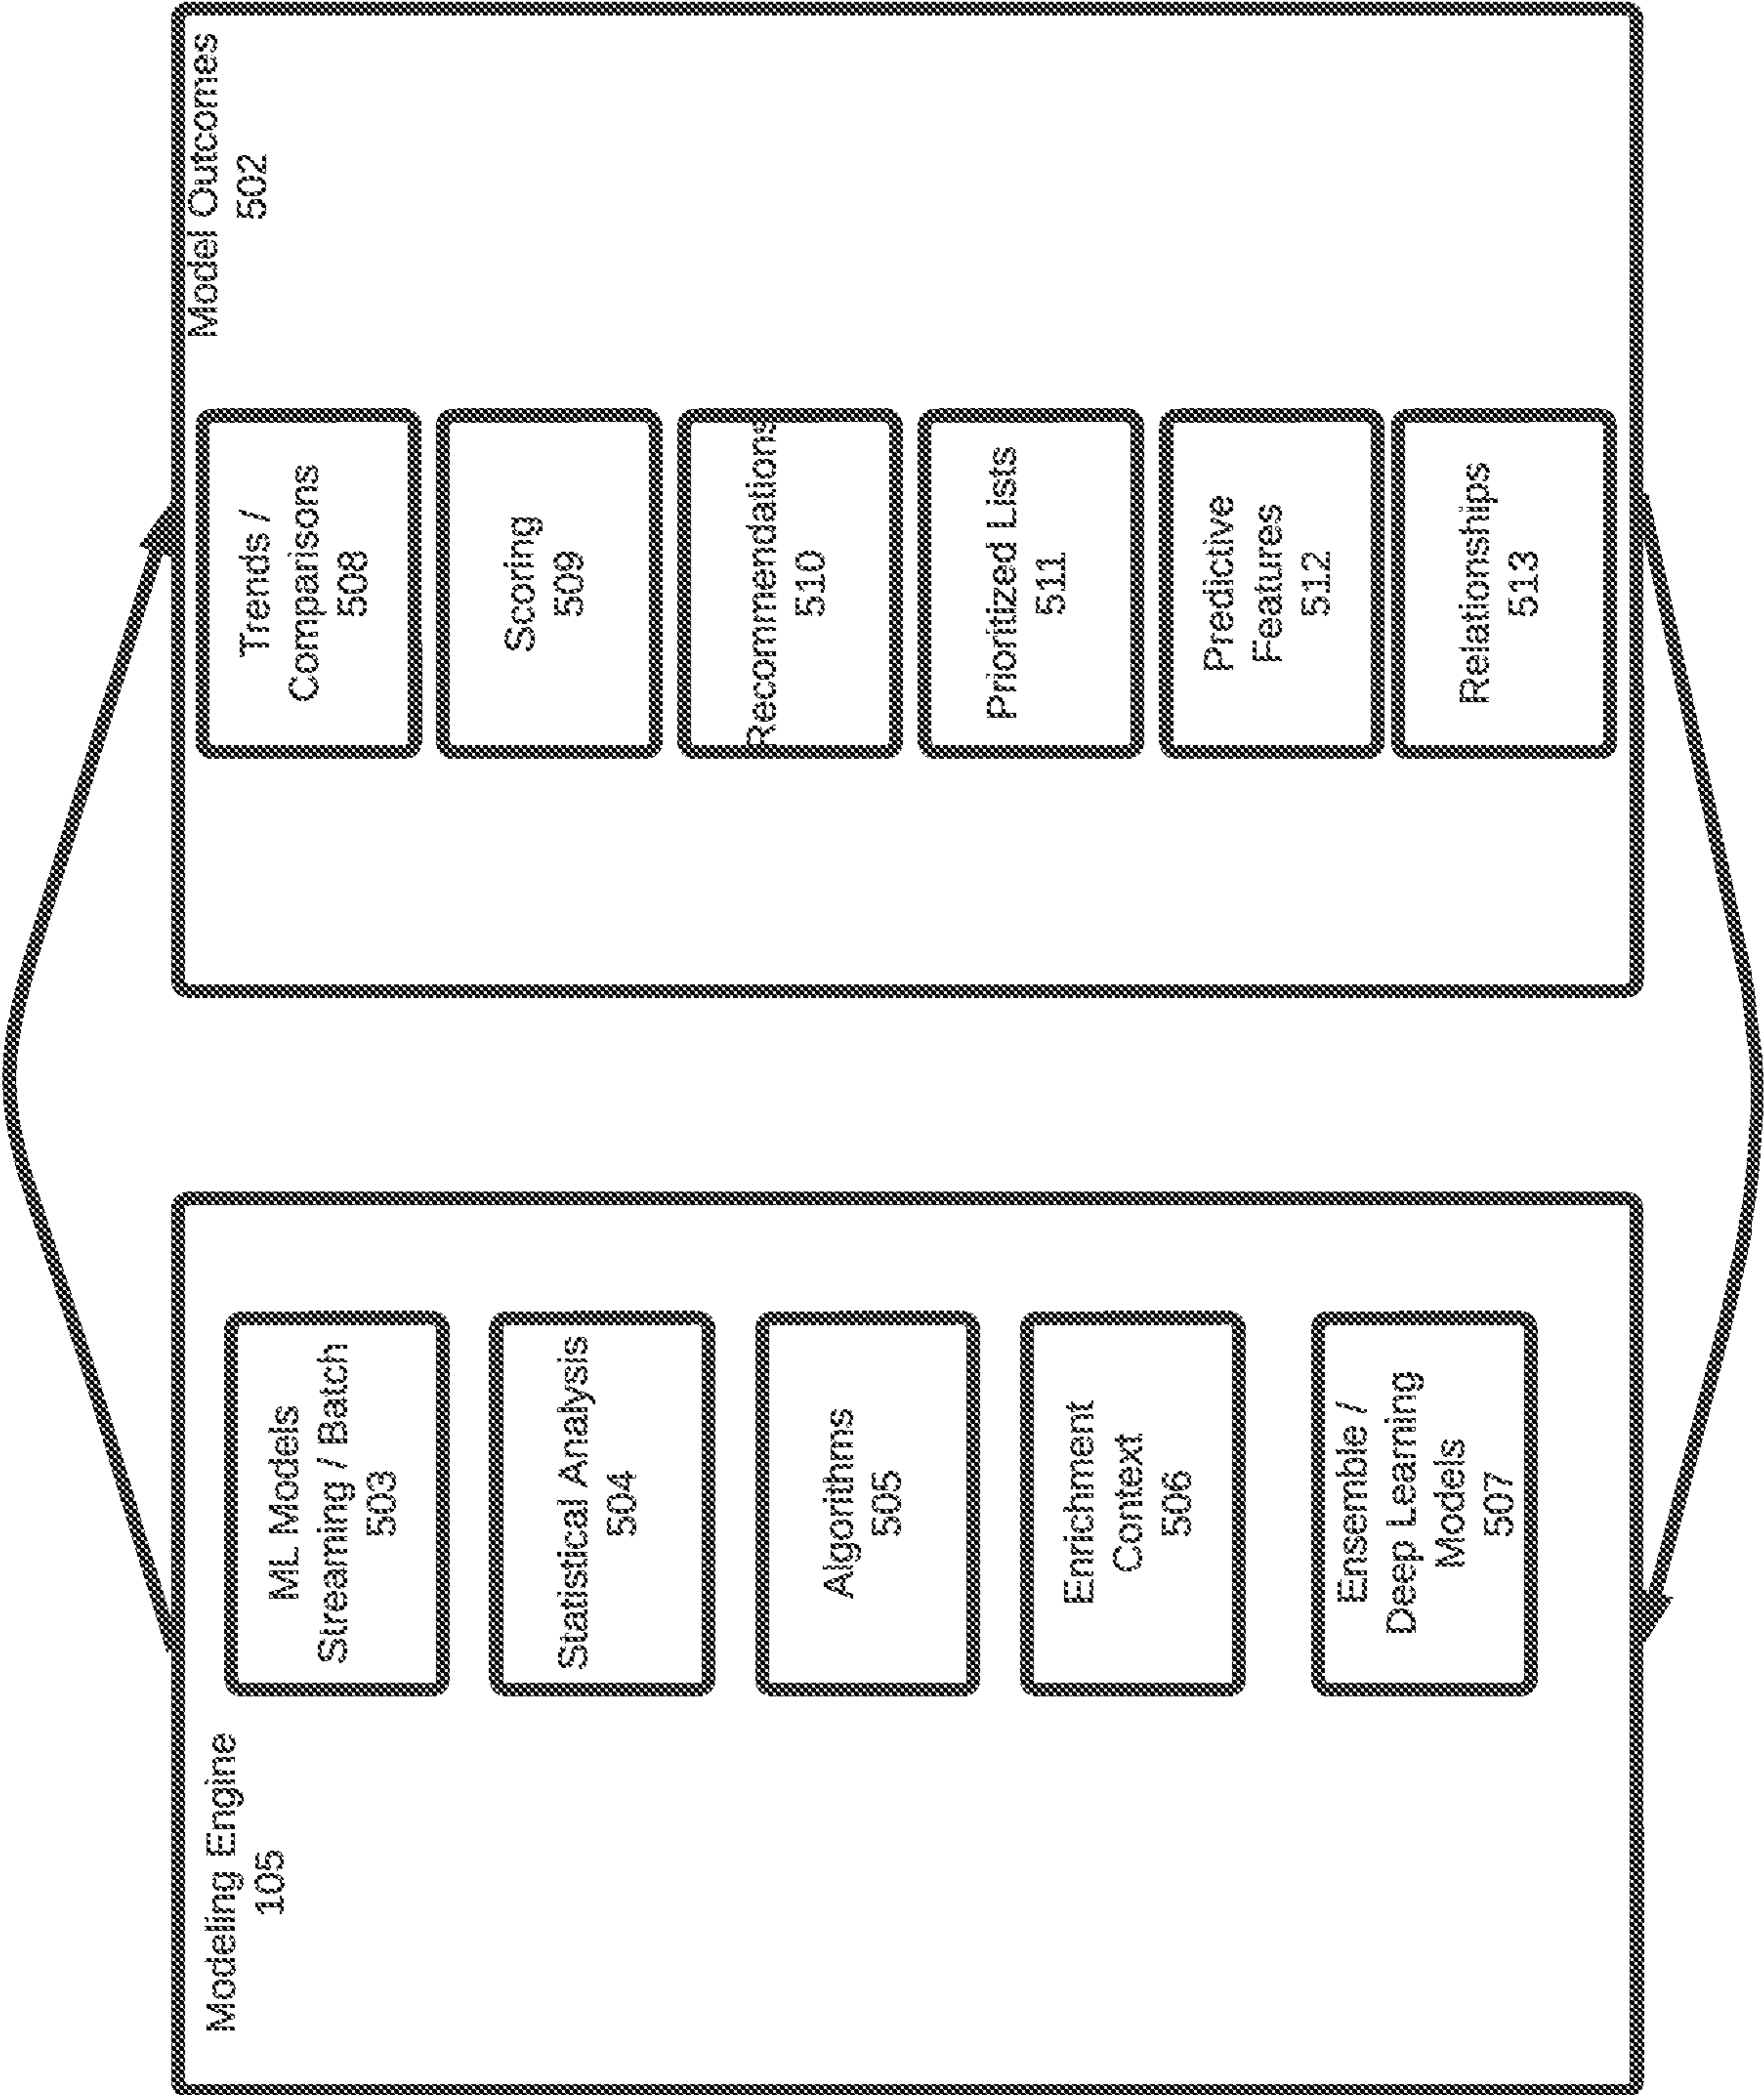 Modeling Engine
105
ML Models
Streaming / Batch
503
Statistical Analysis
504
Algorithms
505
Enrichment
Context
506
Ensemble /
Deep Learning
Models
507
Model Outcomes
502
Trends /
Comparisons
508
Scoring
509
Recommendations
510
Prioritized Lists
511
Predictive
Features
512
Relationships
513